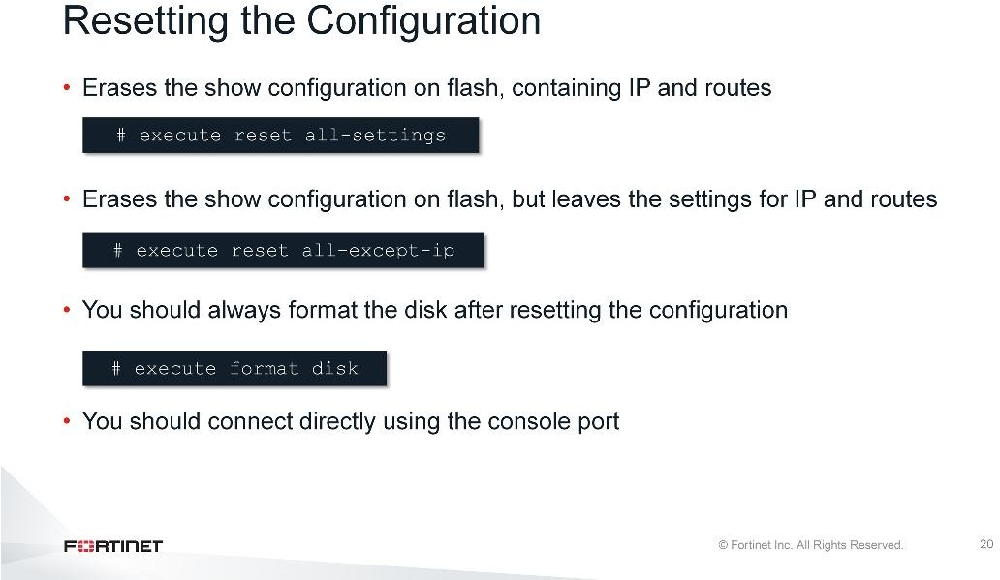 Resetting the Configuration
• Erases the show configuration on flash, containing IP and routes
# execute reset all-settings
• Erases the show configuration on flash, but leaves the settings for IP and routes
# execute reset all-except-ip
• You should always format the disk after resetting the configuration
# execute format disk
• You should connect directly using the console port
FORTINET
© Fortinet Inc. All Rights Reserved.
20